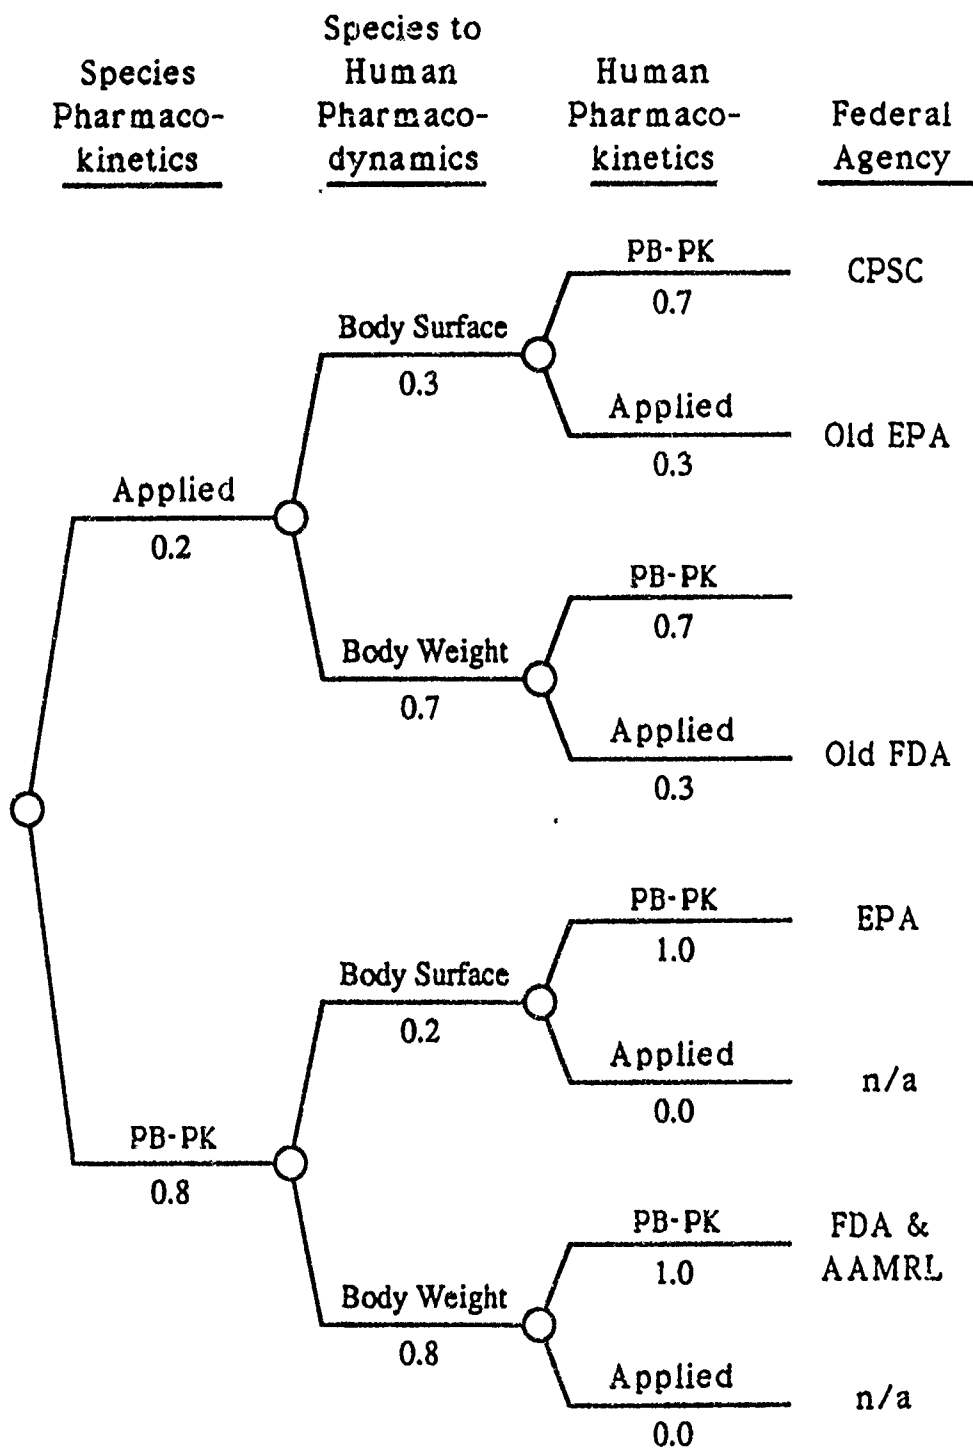 Species
Pharmaco-
kinetics
Species to
Human
Pharmaco-
dynamics
Human
Pharmaco-
kinetics
Federal
Agency
PB-PK
0.7
CPSC
Body Surface
0.3
Applied
0.3
Old EPA
Applied
0.2
PB-PK
0.7
Body Weight
0.7
Applied
0.3
Old FDA
PB-PK
1.0
EPA
Body Surface
0.2
Applied
0.0
n/a
PB-PK
0.8
PB-PK
1.0
FDA &
AAMRL
Body Weight
0.8
Applied
0.0
n/a